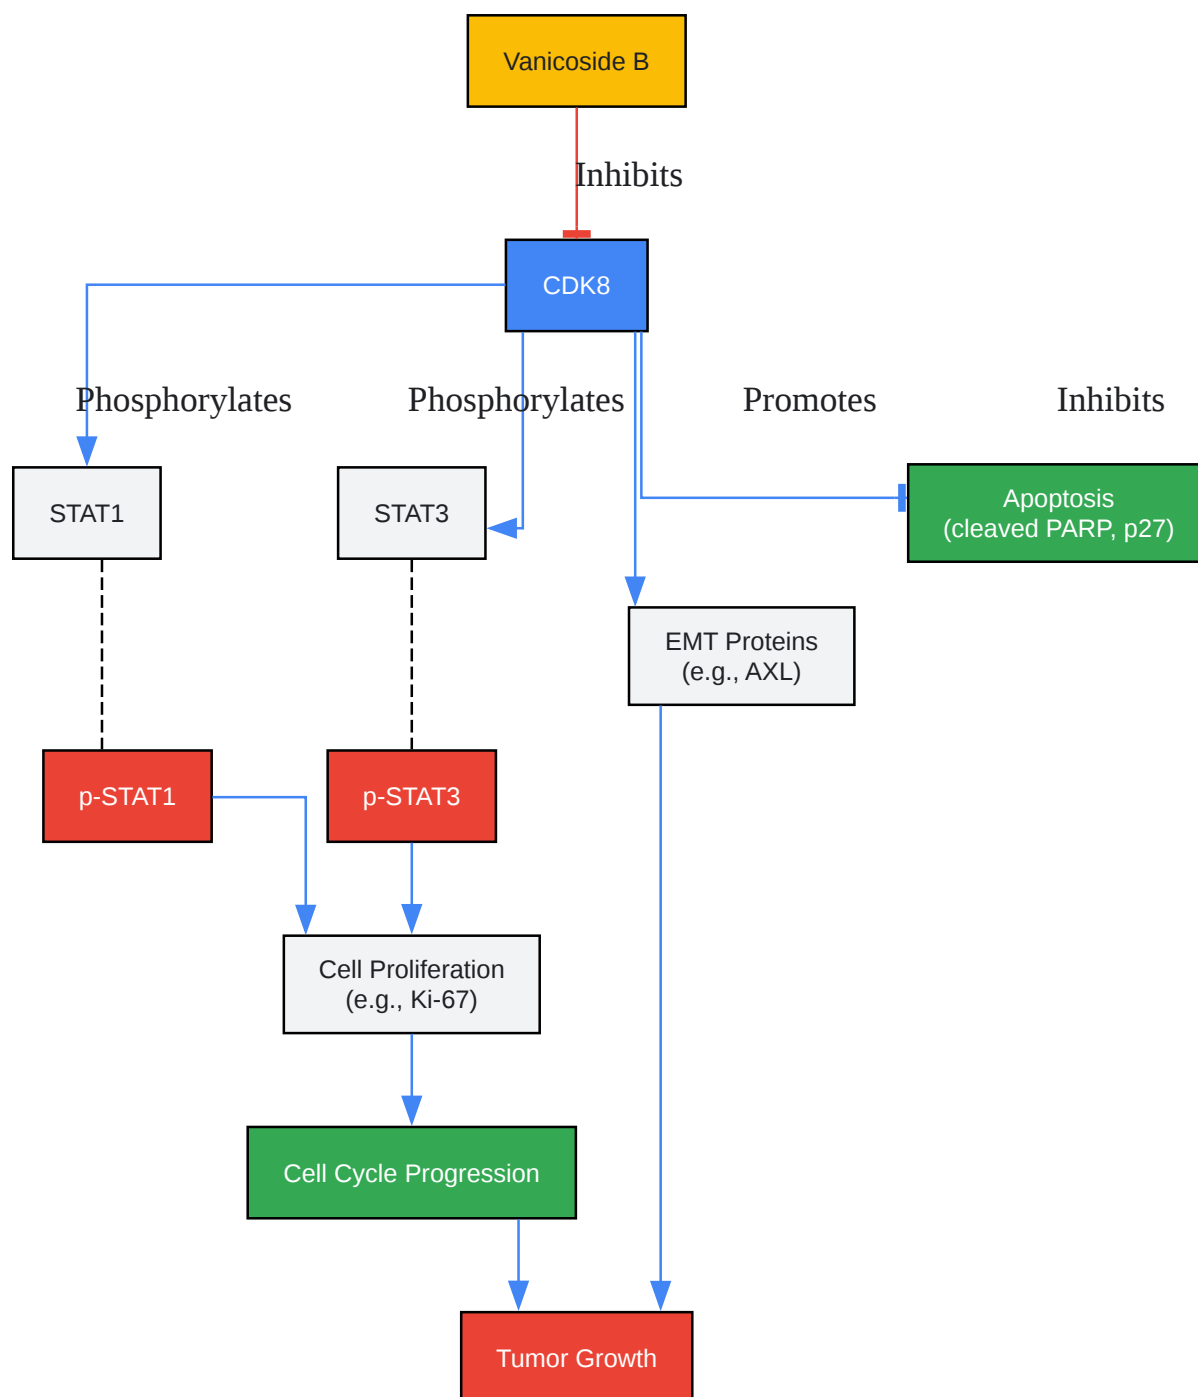 Vanicoside B
Inhibits
CDK8
Phosphorylates
Phosphorylates
Promotes
Inhibits
STAT1
STAT3
Apoptosis
(cleaved PARP, p27)
EMT Proteins
(e.g., AXL)
p-STAT1
p-STAT3
Cell Proliferation
(e.g., Ki-67)
Cell Cycle Progression
Tumor Growth